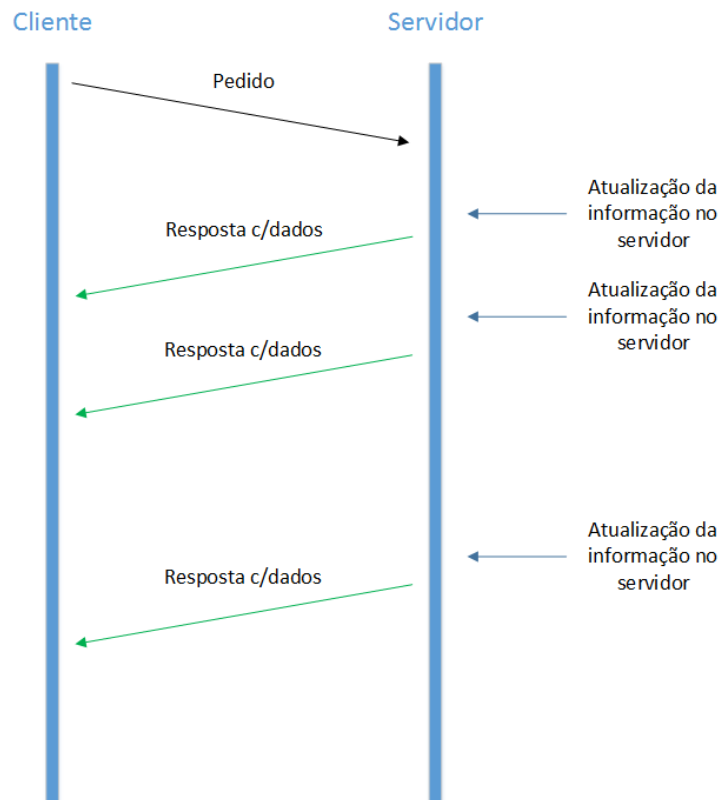 Cliente
Servidor
Pedido
Atualização da
informação no
servidor
Resposta c/dados
Atualização da
informação no
servidor
Resposta c/dados
Atualização da
informação no
servidor
Resposta c/dados